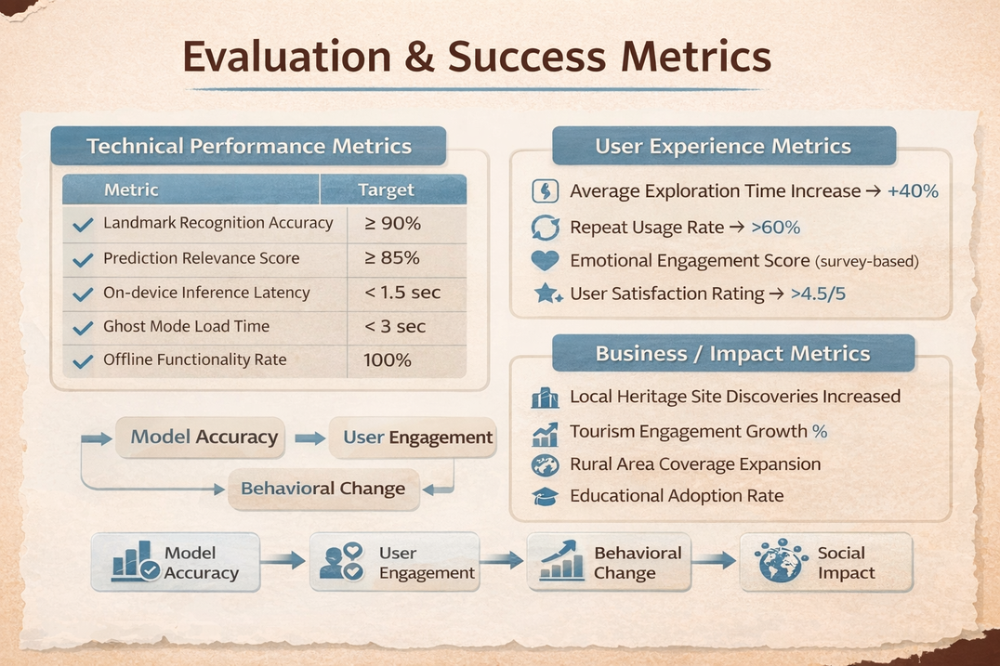 Evaluation & Success Metrics
Technical Performance Metrics
Metric Target
Landmark Recognition Accuracy ≥ 90%
Prediction Relevance Score ≥ 85%
On-device Inference Latency < 1.5 sec
Ghost Mode Load Time < 3 sec
Offline Functionality Rate 100%
User Experience Metrics
Average Exploration Time Increase → +40%
Repeat Usage Rate → >60%
Emotional Engagement Score (survey-based)
User Satisfaction Rating → >4.5/5
Business / Impact Metrics
Local Heritage Site Discoveries Increased
Tourism Engagement Growth %
Rural Area Coverage Expansion
Educational Adoption Rate
Model Accuracy
User Engagement
Behavioral Change
Model
Accuracy
User
Engagement
Behavioral
Change
Social
Impact